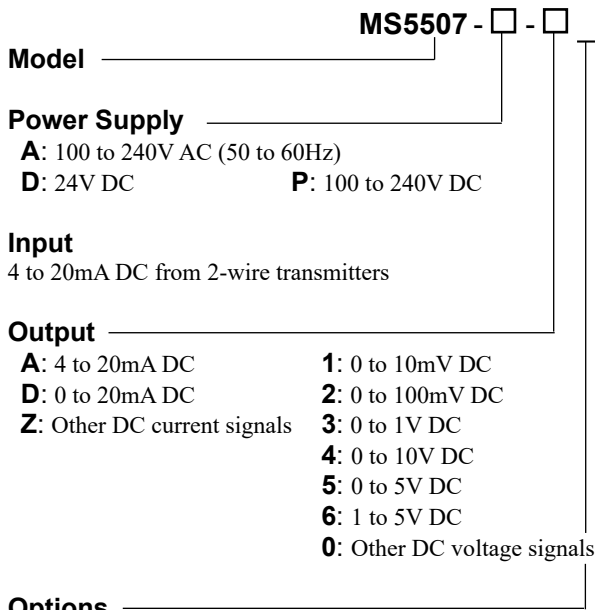 MS5507 - □ - □ _
Model
Power Supply
A: 100 to 240V AC (50 to 60Hz)
D: 24V DC P: 100 to 240V DC
Input
4 to 20mA DC from 2-wire transmitters
Output
A: 4 to 20mA DC 1: 0 to 10mV DC
D: 0 to 20mA DC 2: 0 to 100mV DC
Z: Other DC current signals 3: 0 to 1V DC
4: 0 to 10V DC
5: 0 to 5V DC
6: 1 to 5V DC
0: Other DC voltage signals
Options